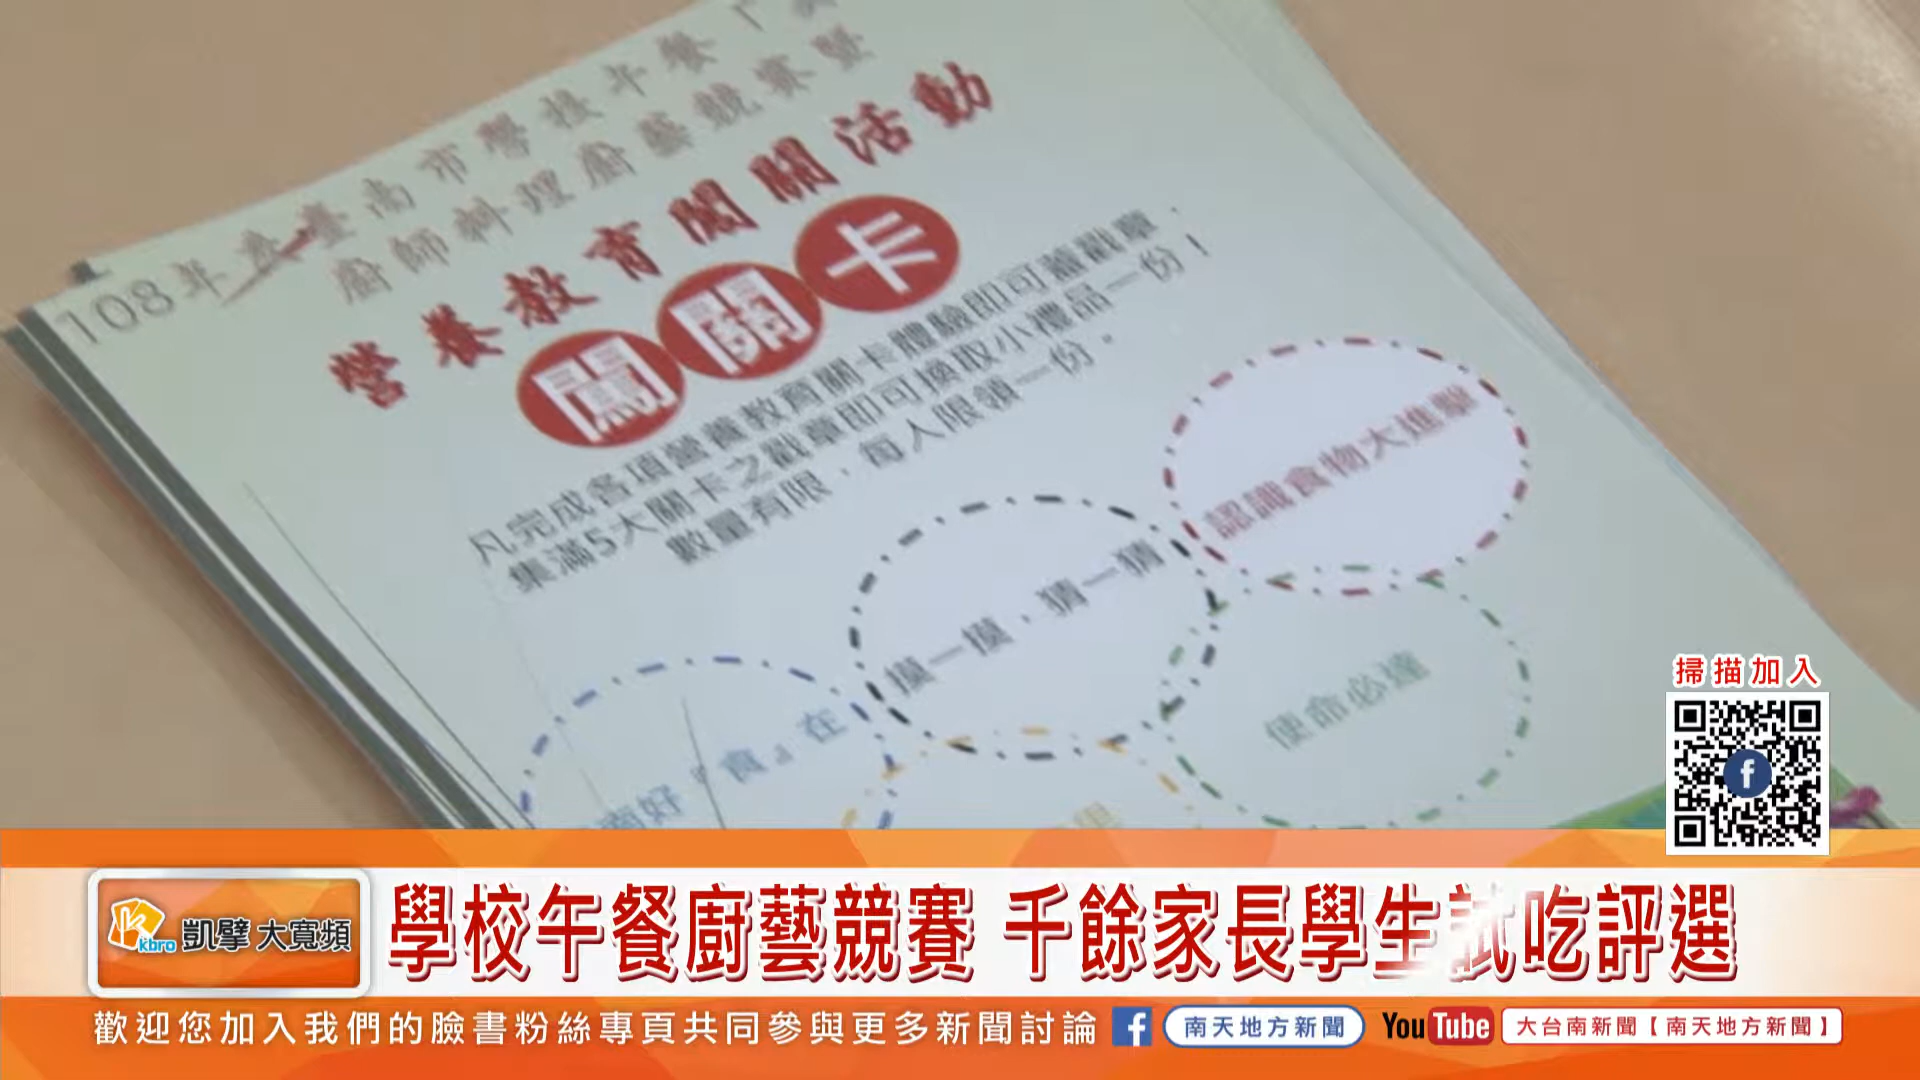 108年度臺南市學校午餐「
廚師料理廚藝競賽暨
營養教育闖關活動
闖關卡
凡完成各項營養教育關卡體驗即可蓋戳章，
集滿5大關卡之戳章即可換取小禮品一份！
數量有限，每人限領一份。
認識食物大進擊
摸一摸，猜一猜
使命必達
南好『食』在
里
掃描加入
kbro 凱擘大寬頻
學校午餐廚藝競賽 千餘家長學生試吃評選
歡迎您加入我們的臉書粉絲專頁共同參與更多新聞討論 f 南天地方新聞 YouTube 大台南新聞【南天地方新聞】